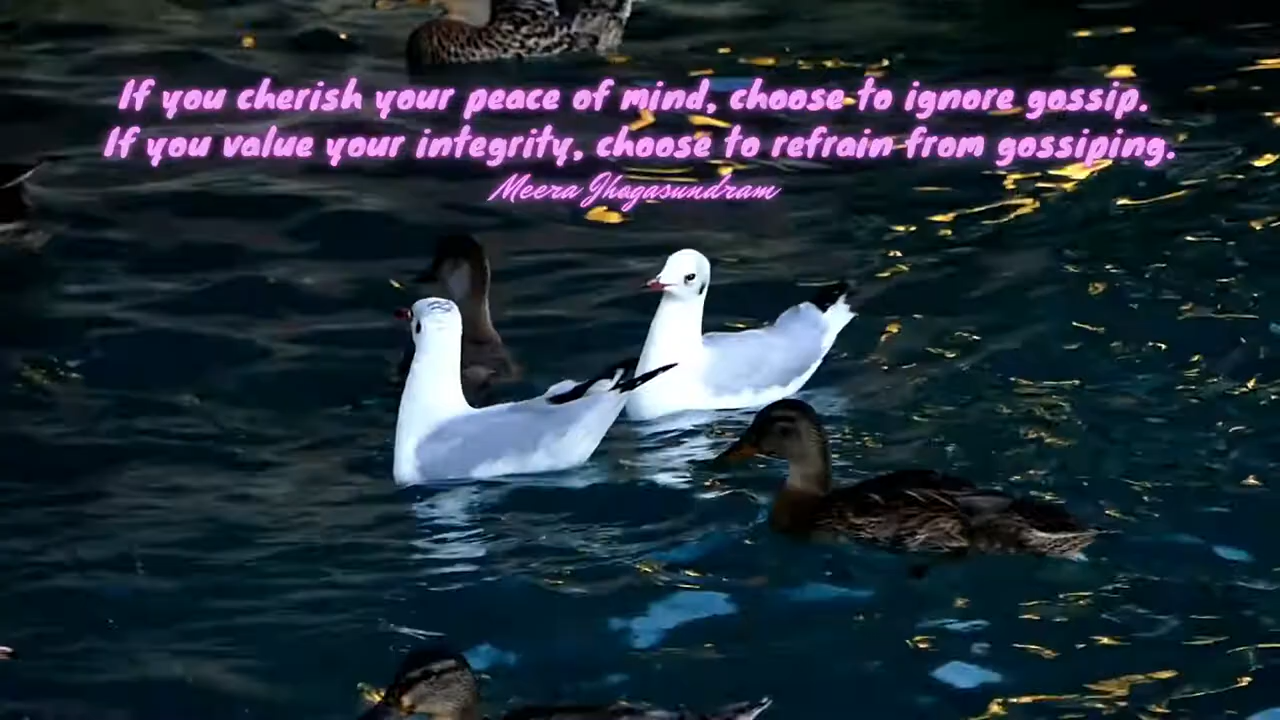 If you cherish your peace of mind, choose to ignore gossip.
If you value your integrity, choose to refrain from gossiping.
Meera Jhogasundram